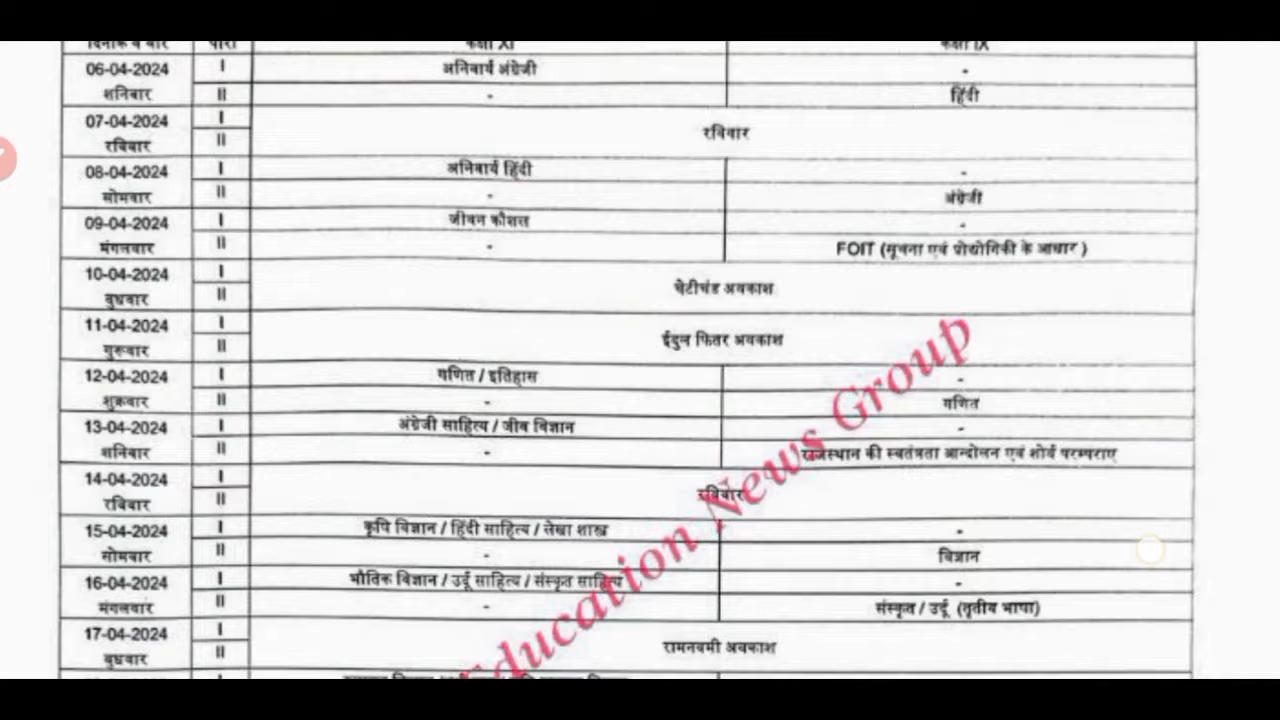 दिनांक व वार पारी कक्षा XI कक्षा IX
06-04-2024 I अनिवार्य अंग्रेजी -
शनिवार II - हिंदी
07-04-2024 I
रविवार
रविवार II
08-04-2024 I अनिवार्य हिंदी -
सोमवार II - अंग्रेजी
09-04-2024 I जीवन कौशल -
मंगलवार II - FOIT (सूचना एवं प्रोद्योगिकी के आधार )
10-04-2024 I
चेटीचंड अवकाश
बुधवार II
11-04-2024 I
ईदुल फितर अवकाश
गुरूवार II
12-04-2024 I गणित / इतिहास -
शुक्रवार II - गणित
13-04-2024 I अंग्रेजी साहित्य / जीव विज्ञान -
शनिवार II - राजस्थान की स्वतंत्रता आन्दोलन एवं शोर्य परम्पराए
14-04-2024 I
रविवार
रविवार II
15-04-2024 I कृषि विज्ञान / हिंदी साहित्य / लेखा शास्त्र -
सोमवार II - विज्ञान
16-04-2024 I भौतिक विज्ञान / उर्दू साहित्य / संस्कृत साहित्य -
मंगलवार II - संस्कृत / उर्दू (तृतीय भाषा)
17-04-2024 I
रामनवमी अवकाश
बुधवार II
I
Education News Group